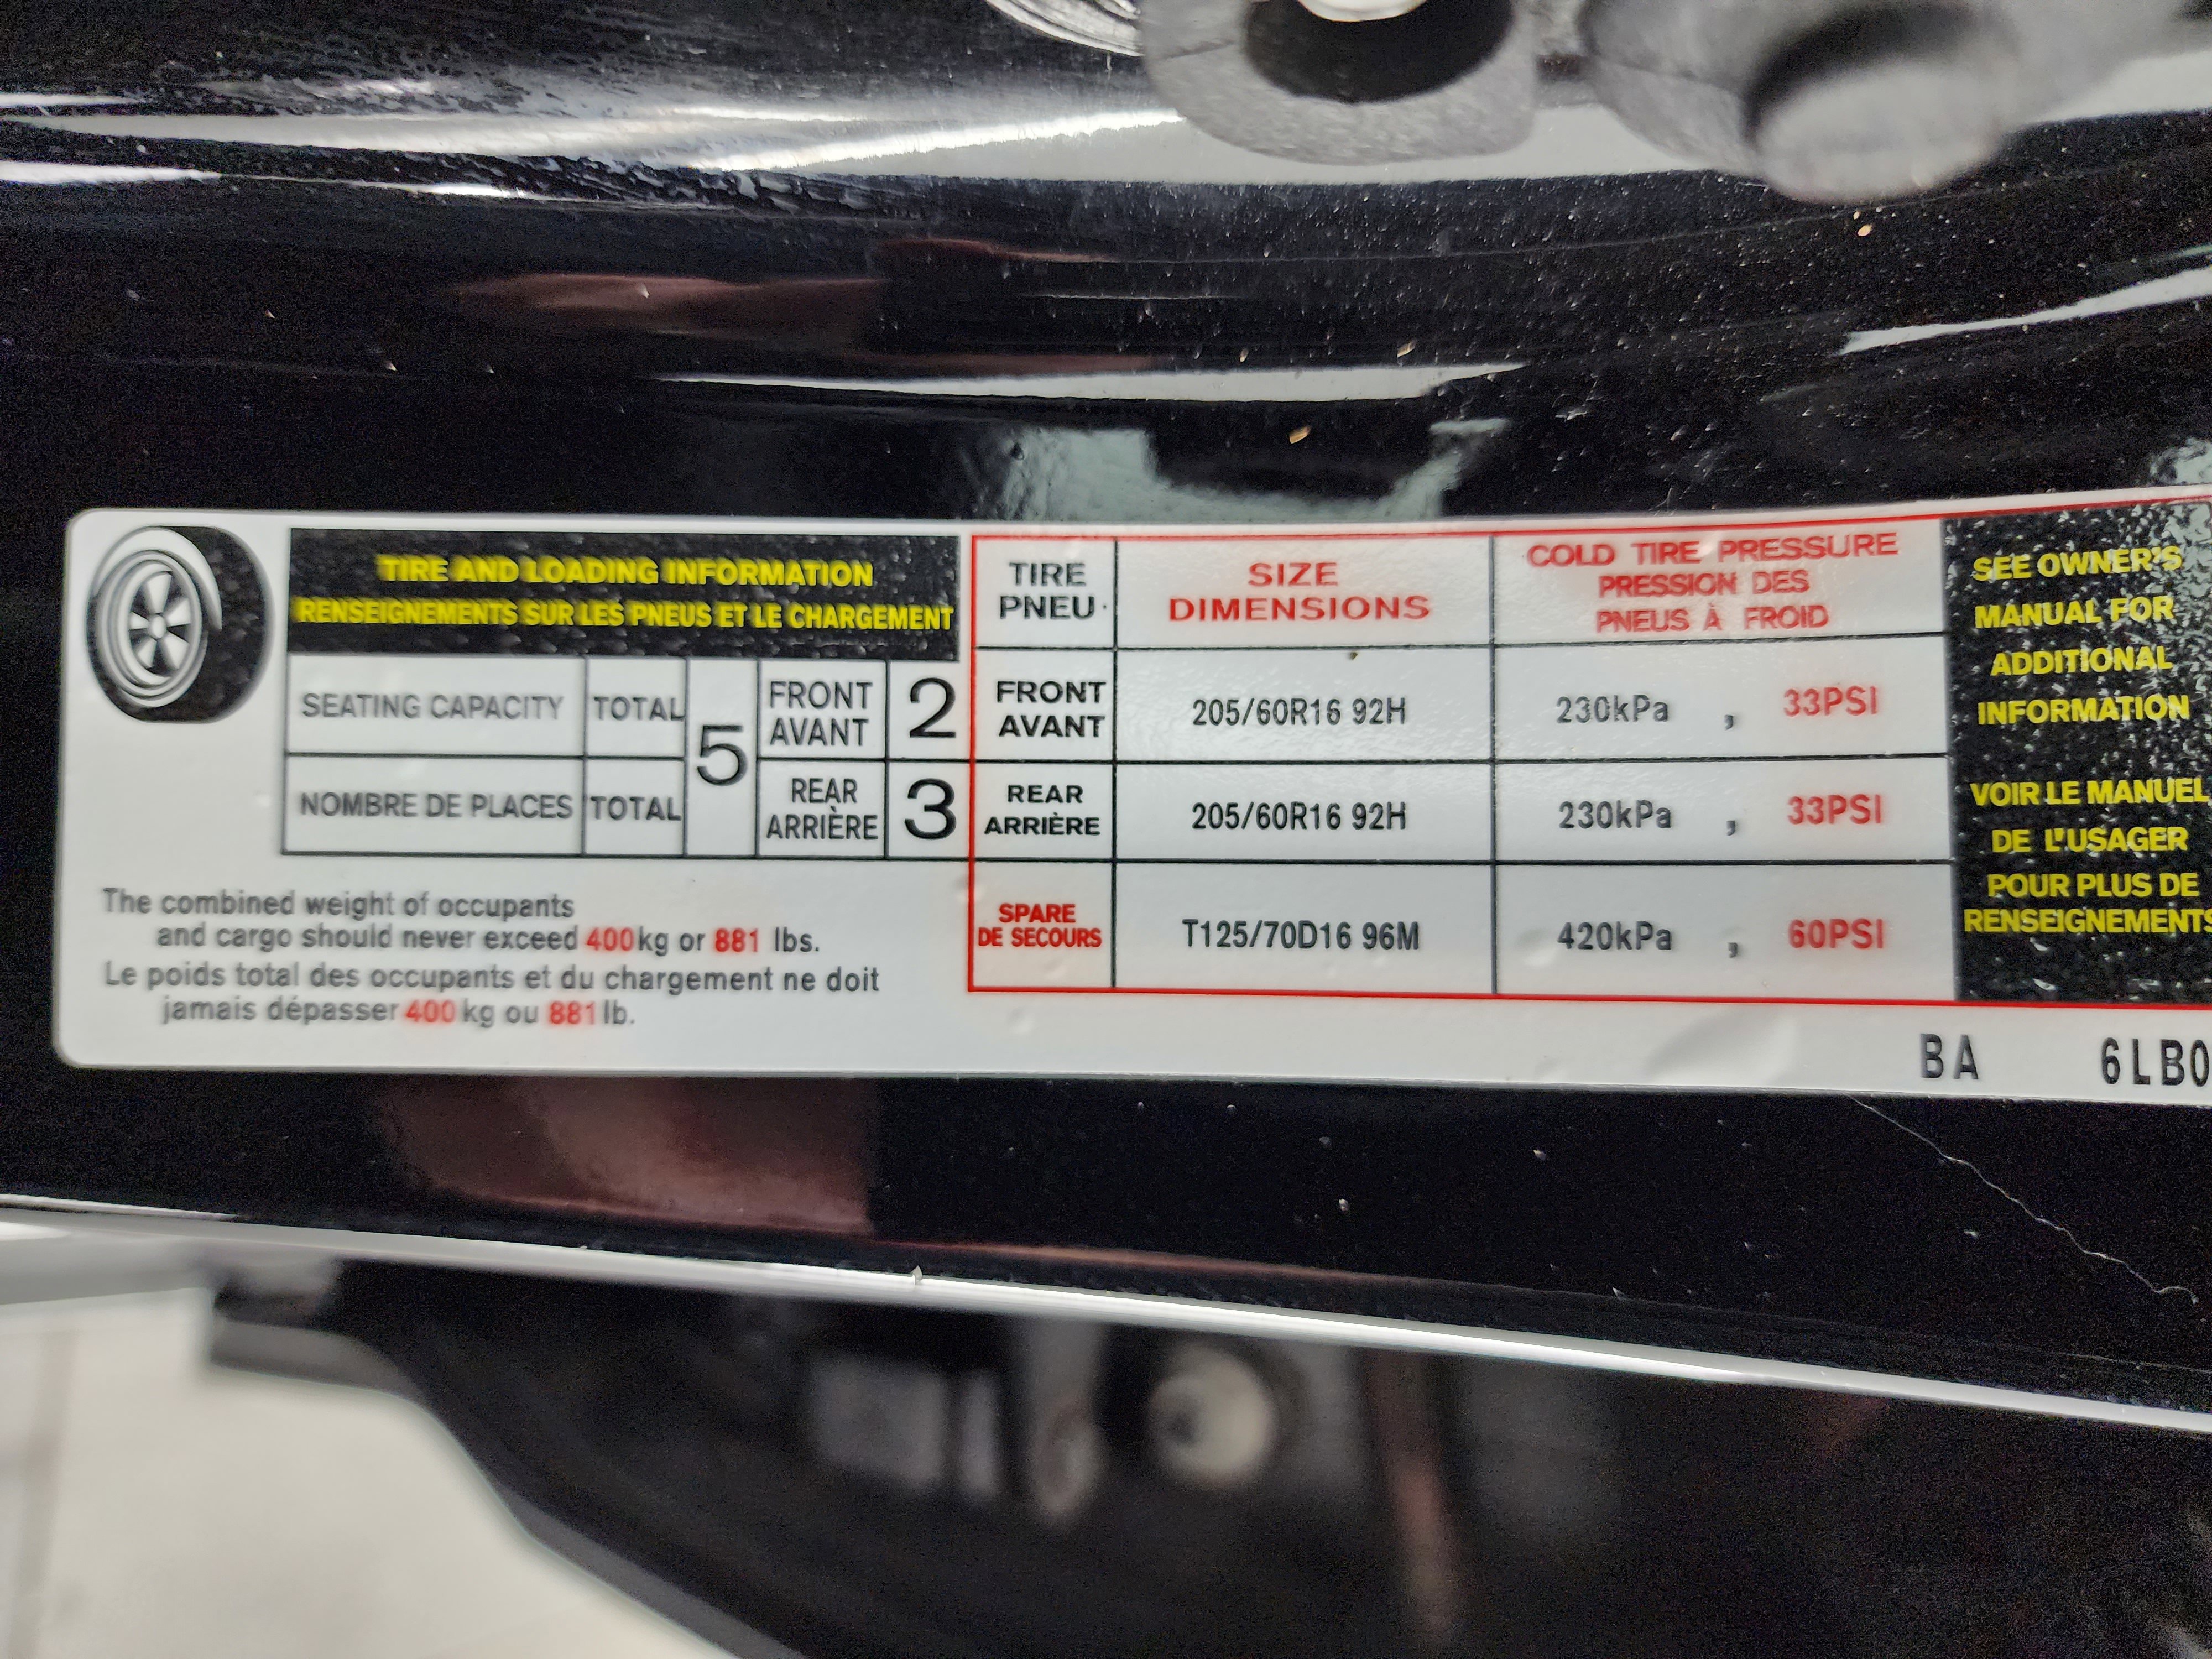 TIRE AND LOADING INFORMATION
RENSEIGNEMENTS SUR LES PNEUS ET LE CHARGEMENT
SEATING CAPACITY TOTAL 5 FRONT AVANT 2
NOMBRE DE PLACES TOTAL REAR ARRIÈRE 3
The combined weight of occupants
and cargo should never exceed 400 kg or 881 lbs.
Le poids total des occupants et du chargement ne doit
jamais dépasser 400 kg ou 881 lb.
TIRE PNEU SIZE DIMENSIONS COLD TIRE PRESSURE PRESSION DES PNEUS À FROID
FRONT AVANT 205/60R16 92H 230kPa , 33PSI
REAR ARRIÈRE 205/60R16 92H 230kPa , 33PSI
SPARE DE SECOURS T125/70D16 96M 420kPa , 60PSI
SEE OWNER'S
MANUAL FOR
ADDITIONAL
INFORMATION
VOIR LE MANUEL
DE L'USAGER
POUR PLUS DE
RENSEIGNEMENTS
BA 6LB0